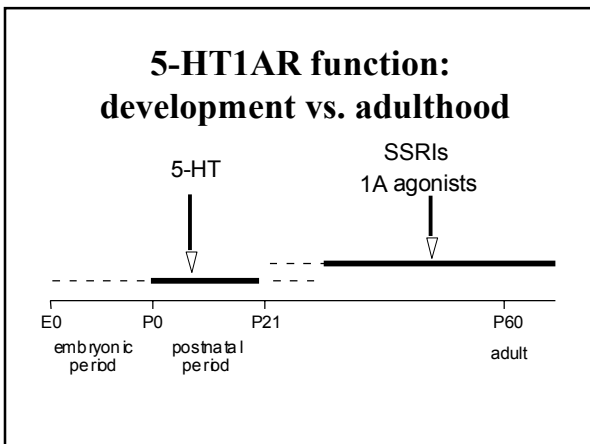 5-HT1AR function:
development vs. adulthood
5-HT
SSRIs
1A agonists
E0
P0
P21
P60
embryonic
period
postnatal
period
adult